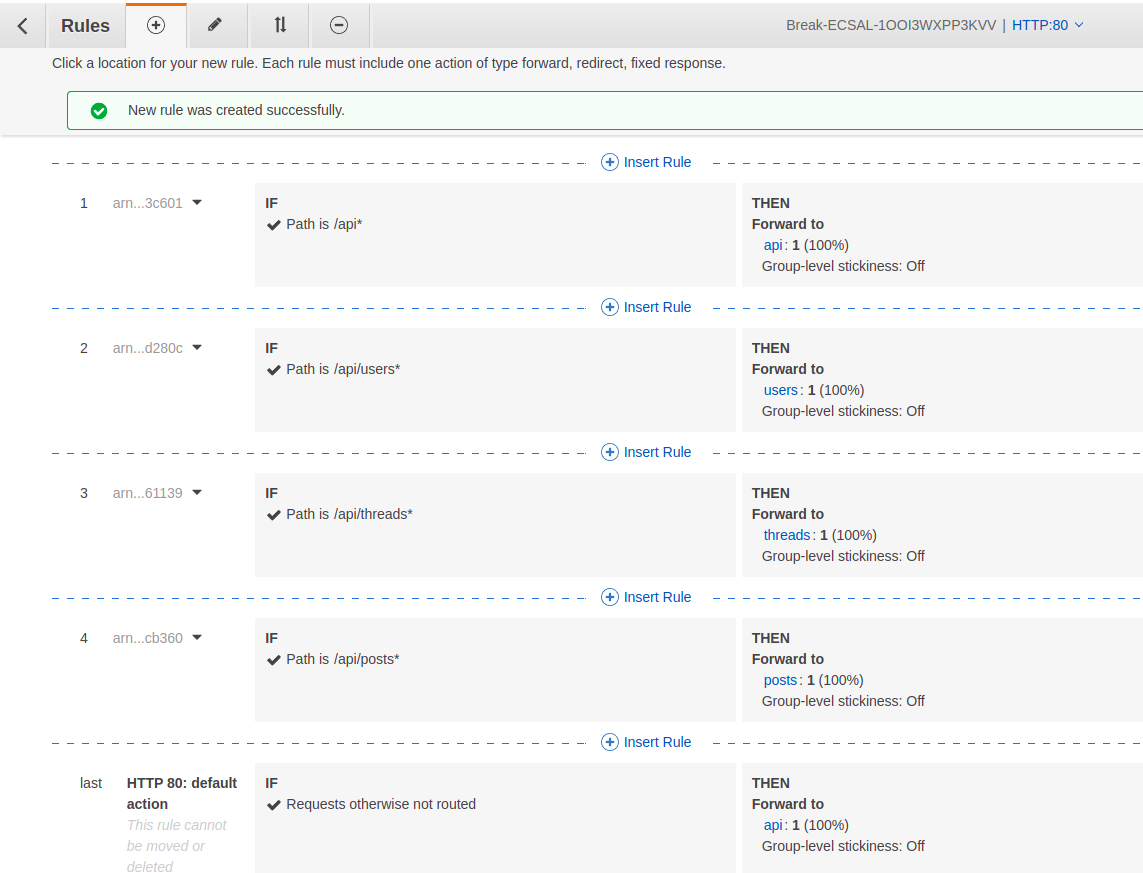 Rules
Break-ECSAL-1OOI3WXPP3KVV | HTTP:80
Click a location for your new rule. Each rule must include one action of type forward, redirect, fixed response.
New rule was created successfully.
Insert Rule
1 arn...3c601
IF
Path is /api*
THEN
Forward to
api: 1 (100%)
Group-level stickiness: Off
Insert Rule
2 arn...d280c
IF
Path is /api/users*
THEN
Forward to
users: 1 (100%)
Group-level stickiness: Off
Insert Rule
3 arn...61139
IF
Path is /api/threads*
THEN
Forward to
threads: 1 (100%)
Group-level stickiness: Off
Insert Rule
4 arn...cb360
IF
Path is /api/posts*
THEN
Forward to
posts: 1 (100%)
Group-level stickiness: Off
Insert Rule
last
HTTP 80: default
action
This rule cannot
be moved or
deleted
IF
Requests otherwise not routed
THEN
Forward to
api: 1 (100%)
Group-level stickiness: Off